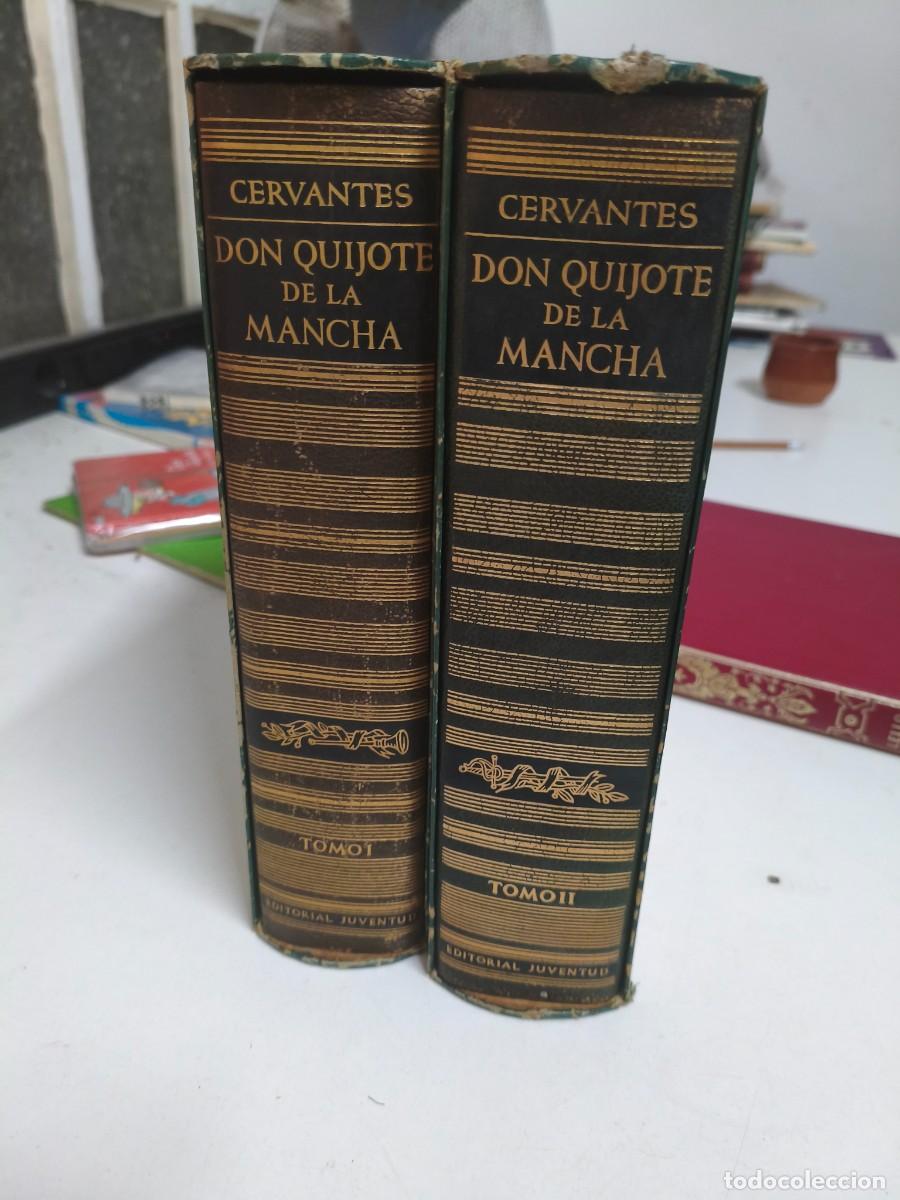 CERVANTES
DON QUIJOTE
DE LA
MANCHA
TOMO I
EDITORIAL JUVENTUD
CERVANTES
DON QUIJOTE
DE LA
MANCHA
TOMO II
EDITORIAL JUVENTUD
todocoleccion